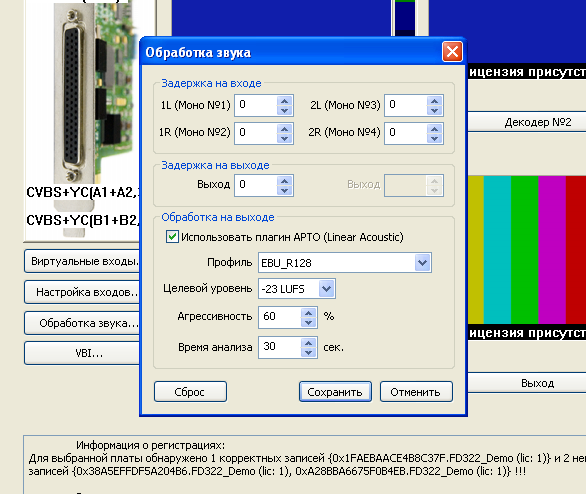 Обработка звука
Задержка на входе
1L (Моно №1) 0 2L (Моно №3) 0
1R (Моно №2) 0 2R (Моно №4) 0
Задержка на выходе
Выход 0 Выход
Обработка на выходе
Использовать плагин APTO (Linear Acoustic)
Профиль EBU_R128
Целевой уровень -23 LUFS
Агрессивность 60 %
Время анализа 30 сек.
Сброс Сохранить Отменить
CVBS+YC(A1+A2,
CVBS+YC(B1+B2,
Виртуальные входы..
Настройка входов..
Обработка звука...
VBI...
ицензия присутст
Декодер №2
ицензия присутст
Выход
Информация о регистрациях:
Для выбранной платы обнаружено 1 корректных записей {0x1FAEBAACE4B8C37F.FD322_Demo (lic: 1)} и 2 не
записей {0x38A5EFFDF5A204B6.FD322_Demo (lic: 1), 0xA28BBA6675F0B4EB.FD322_Demo (lic: 1)} !!!